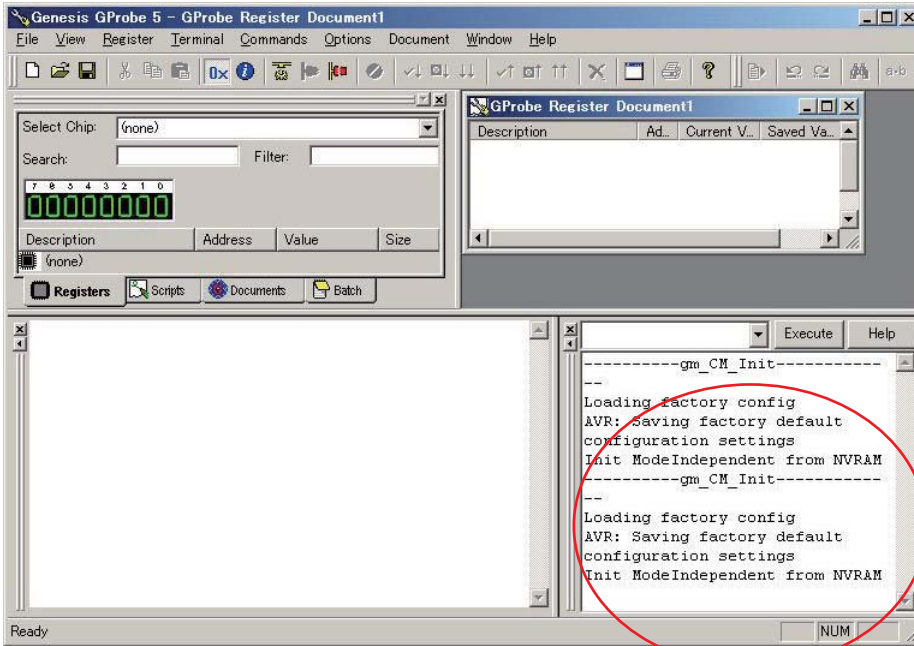 Genesis GProbe 5 - GProbe Register Document1
File View Register Terminal Commands Options Document Window Help
0x
a→b
Select Chip: (none)
Search: Filter:
7 6 5 4 3 2 1 0
00000000
Description Address Value Size
(none)
Registers Scripts Documents Batch
GProbe Register Document1
Description Ad... Current V... Saved Va...
Execute Help
-----------gm_CM_Init-----------
--
Loading factory config
AVR: Saving factory default
configuration settings
Init ModeIndependent from NVRAM
-----------gm_CM_Init-----------
--
Loading factory config
AVR: Saving factory default
configuration settings
Init ModeIndependent from NVRAM
Ready NUM